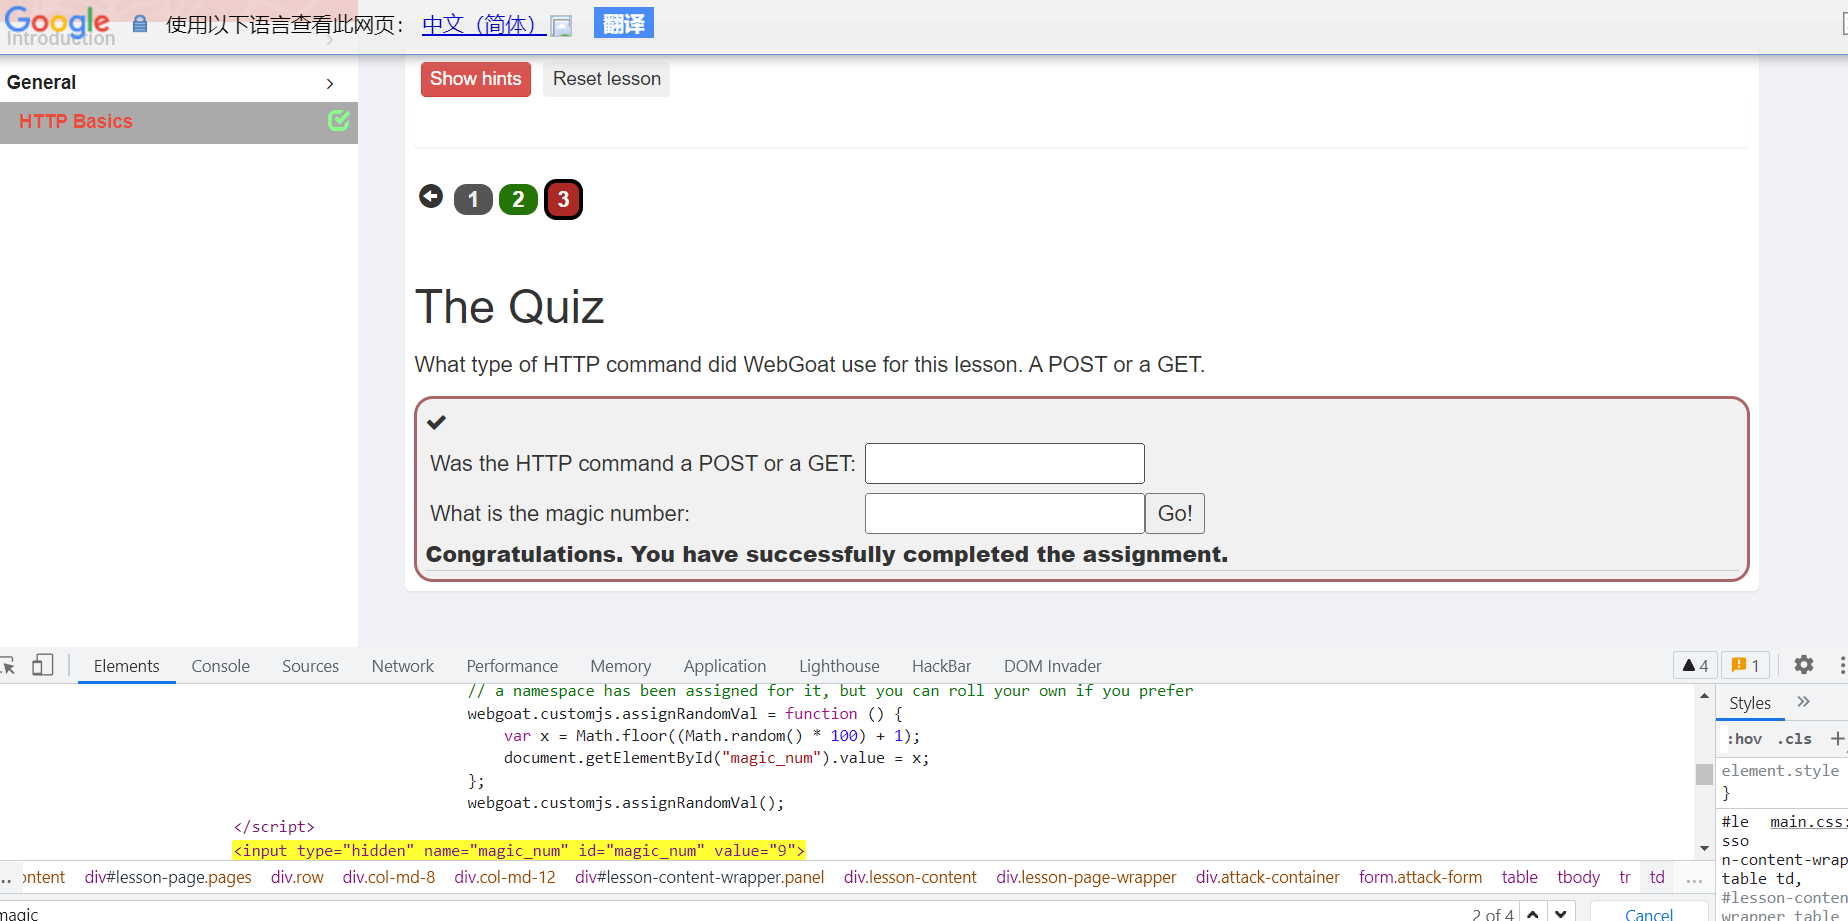 Google 使用以下语言查看此网页： 中文（简体） 翻译
Introduction
General
HTTP Basics
Show hints Reset lesson
1 2 3
The Quiz
What type of HTTP command did WebGoat use for this lesson. A POST or a GET.
Was the HTTP command a POST or a GET:
What is the magic number: Go!
Congratulations. You have successfully completed the assignment.
Elements Console Sources Network Performance Memory Application Lighthouse HackBar DOM Invader 4 1
// a namespace has been assigned for it, but you can roll your own if you prefer
webgoat.customjs.assignRandomVal = function () {
var x = Math.floor((Math.random() * 100) + 1);
document.getElementById("magic_num").value = x;
};
webgoat.customjs.assignRandomVal();
</script>
<input type="hidden" name="magic_num" id="magic_num" value="9">
.. ontent div#lesson-page.pages div.row div.col-md-8 div.col-md-12 div#lesson-content-wrapper.panel div.lesson-content div.lesson-page-wrapper div.attack-container form.attack-form table tbody tr td ...
magic 2 of 4 Cancel
Styles »
:hov .cls +
element.style
}
#le main.css:
sso
n-content-wrap
table td,
#lesson-conten
wrapper table